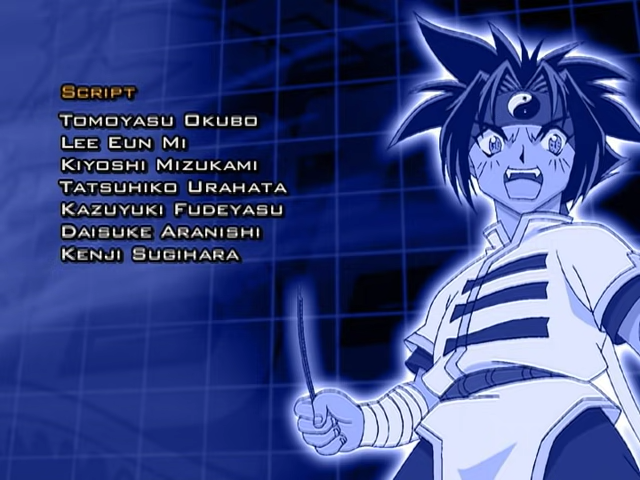 Script
Tomoyasu Okubo
Lee Eun Mi
Kiyoshi Mizukami
Tatsuhiko Urahata
Kazuyuki Fudeyasu
Daisuke Aranishi
Kenji Sugihara